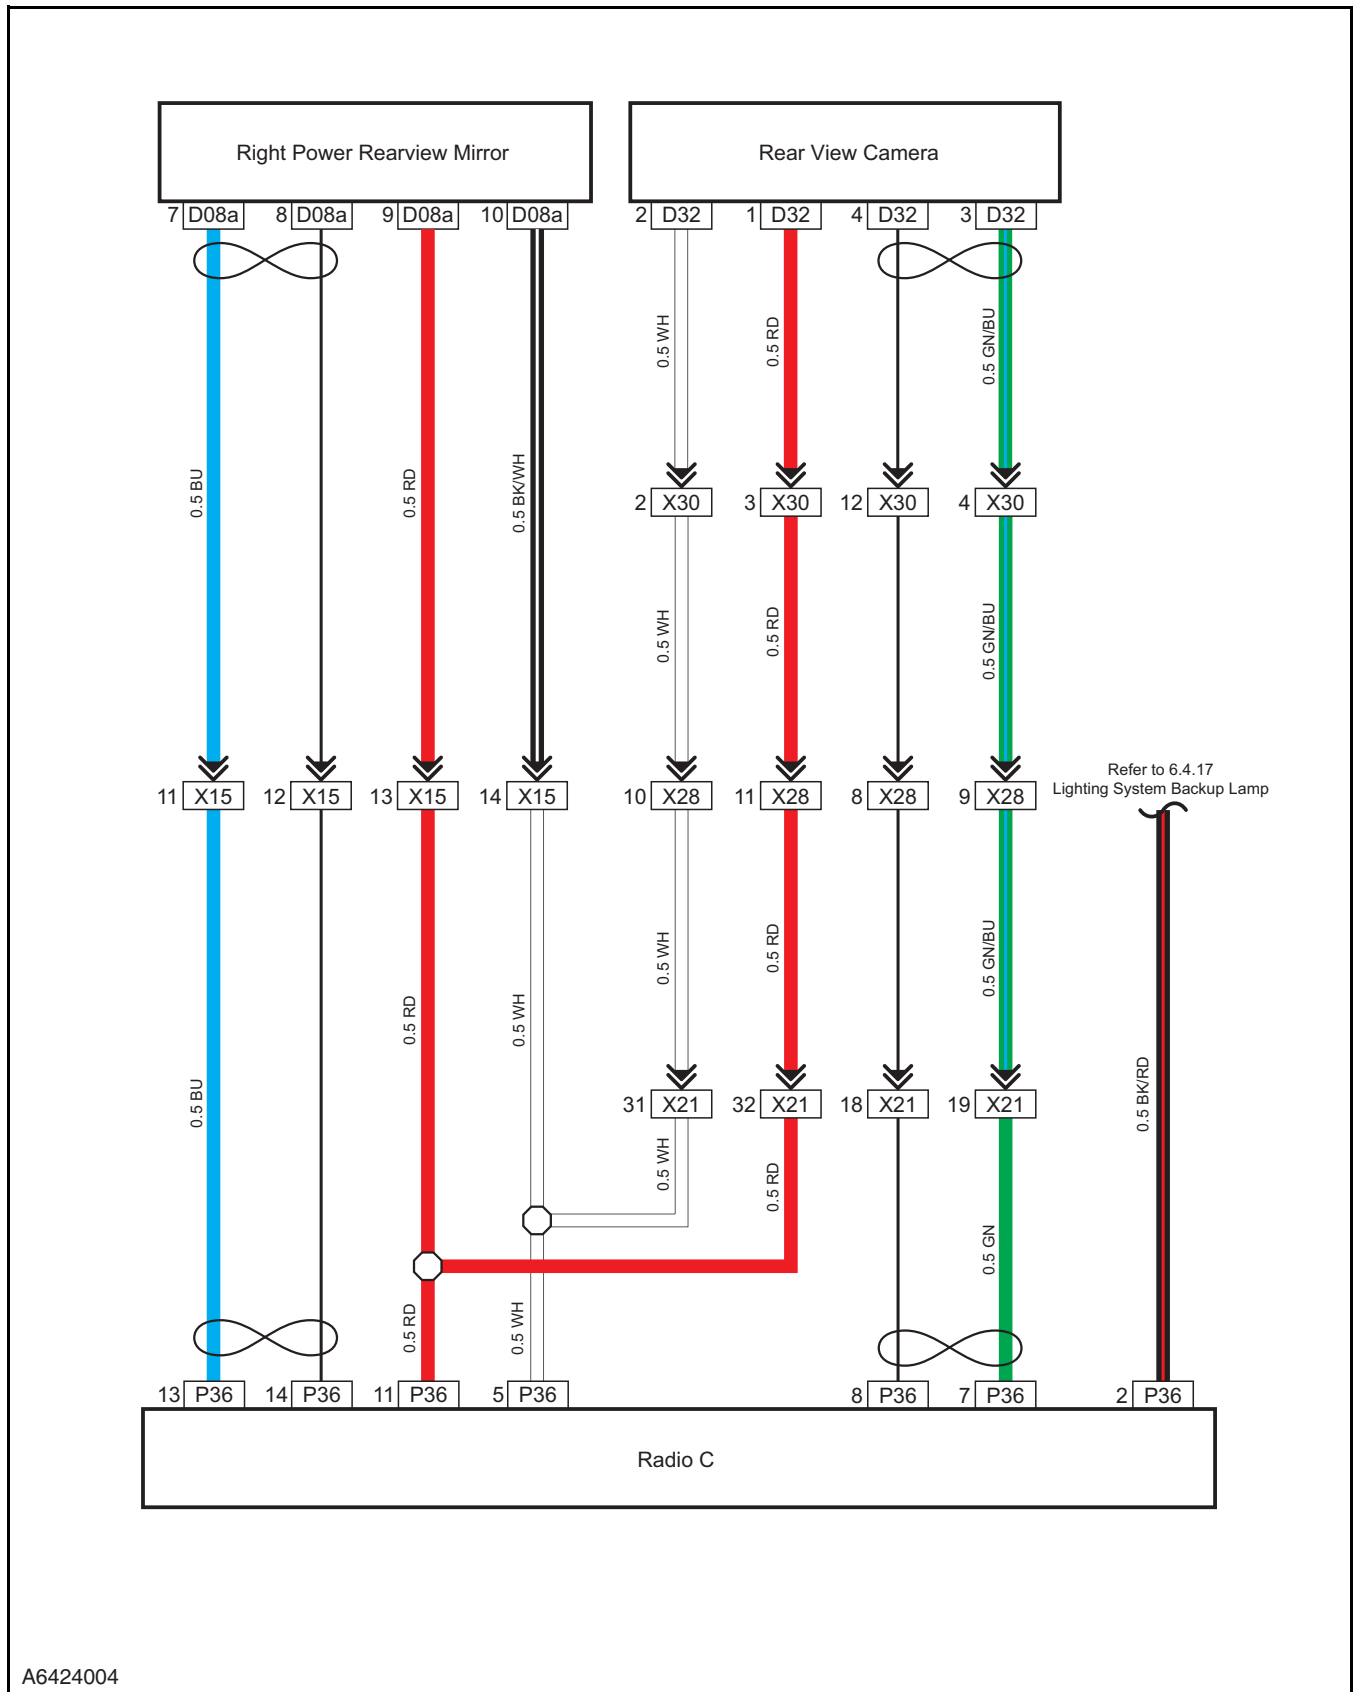 Right Power Rearview Mirror
Rear View Camera
7 D08a 8 D08a 9 D08a 10 D08a 2 D32 1 D32 4 D32 3 D32
0.5 WH
0.5 RD
0.5 GN/BU
0.5 BU
0.5 RD
0.5 BK/WH
2 X30 3 X30 12 X30 4 X30
0.5 WH
0.5 RD
0.5 GN/BU
Refer to 6.4.17
Lighting System Backup Lamp
11 X15 12 X15 13 X15 14 X15 10 X28 11 X28 8 X28 9 X28
0.5 WH
0.5 RD
0.5 GN/BU
0.5 RD
0.5 WH
0.5 BU
0.5 BK/RD
31 X21 32 X21 18 X21 19 X21
0.5 WH
0.5 RD
0.5 GN
0.5 RD
0.5 WH
13 P36 14 P36 11 P36 5 P36 8 P36 7 P36 2 P36
Radio C
A6424004